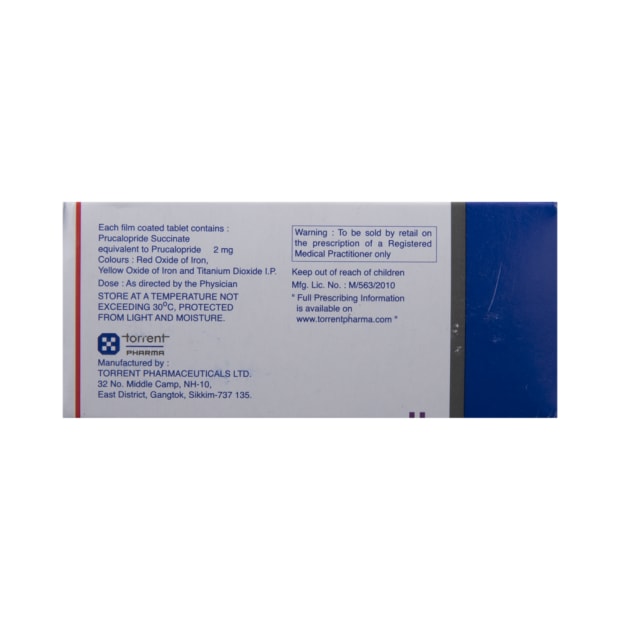 Each film coated tablet contains :
Prucalopride Succinate
equivalent to Prucalopride 2 mg
Colours : Red Oxide of Iron,
Yellow Oxide of Iron and Titanium Dioxide I.P.
Dose : As directed by the Physician
STORE AT A TEMPERATURE NOT
EXCEEDING 30⁰C, PROTECTED
FROM LIGHT AND MOISTURE.
torrent
PHARMA
Manufactured by :
TORRENT PHARMACEUTICALS LTD.
32 No. Middle Camp, NH-10,
East District, Gangtok, Sikkim-737 135.
Warning : To be sold by retail on
the prescription of a Registered
Medical Practitioner only
Keep out of reach of children
Mfg. Lic. No. : M/563/2010
" Full Prescribing Information
is available on
www.torrentpharma.com "